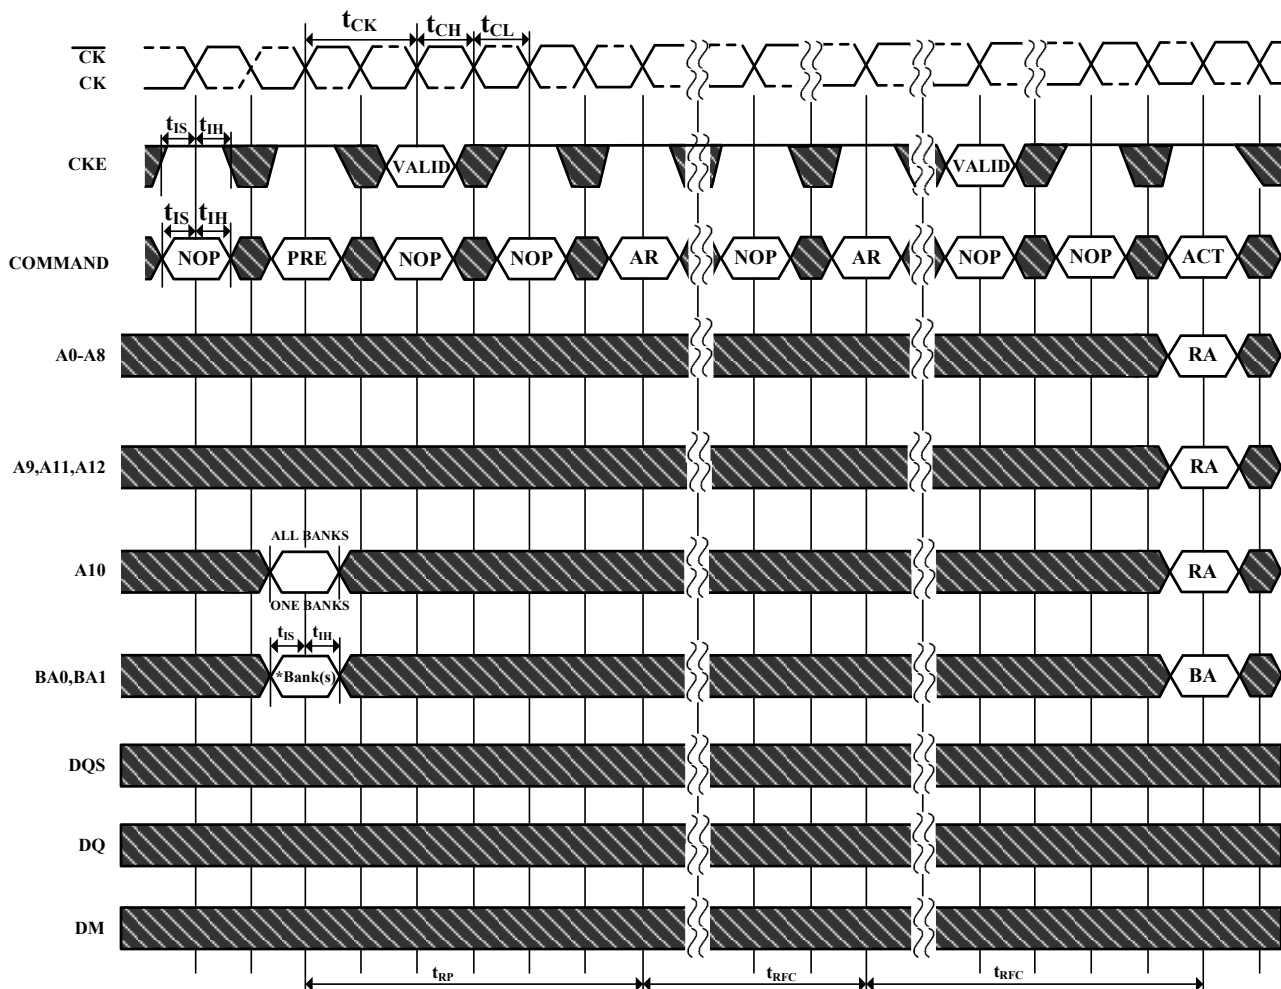 tCK tCH tCL
CK
CK
tIS tIH
CKE VALID VALID
tIS tIH
COMMAND NOP PRE NOP NOP AR NOP AR NOP NOP ACT
A0-A8 RA
A9,A11,A12 RA
ALL BANKS
A10 RA
ONE BANKS
tIS tIH
BA0,BA1 *Bank(s) BA
DQS
DQ
DM
tRP tRFC tRFC